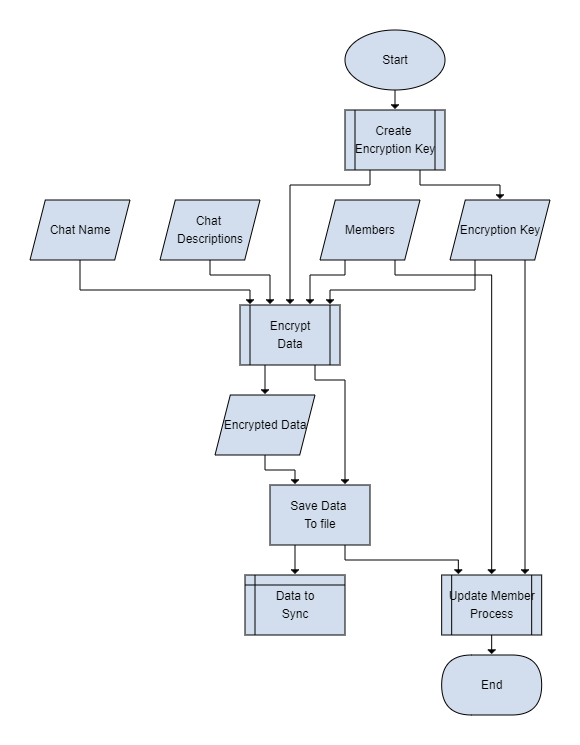 Start
Create
Encryption Key
Chat Name
Chat
Descriptions
Members
Encryption Key
Encrypt
Data
Encrypted Data
Save Data
To file
Data to
Sync
Update Member
Process
End